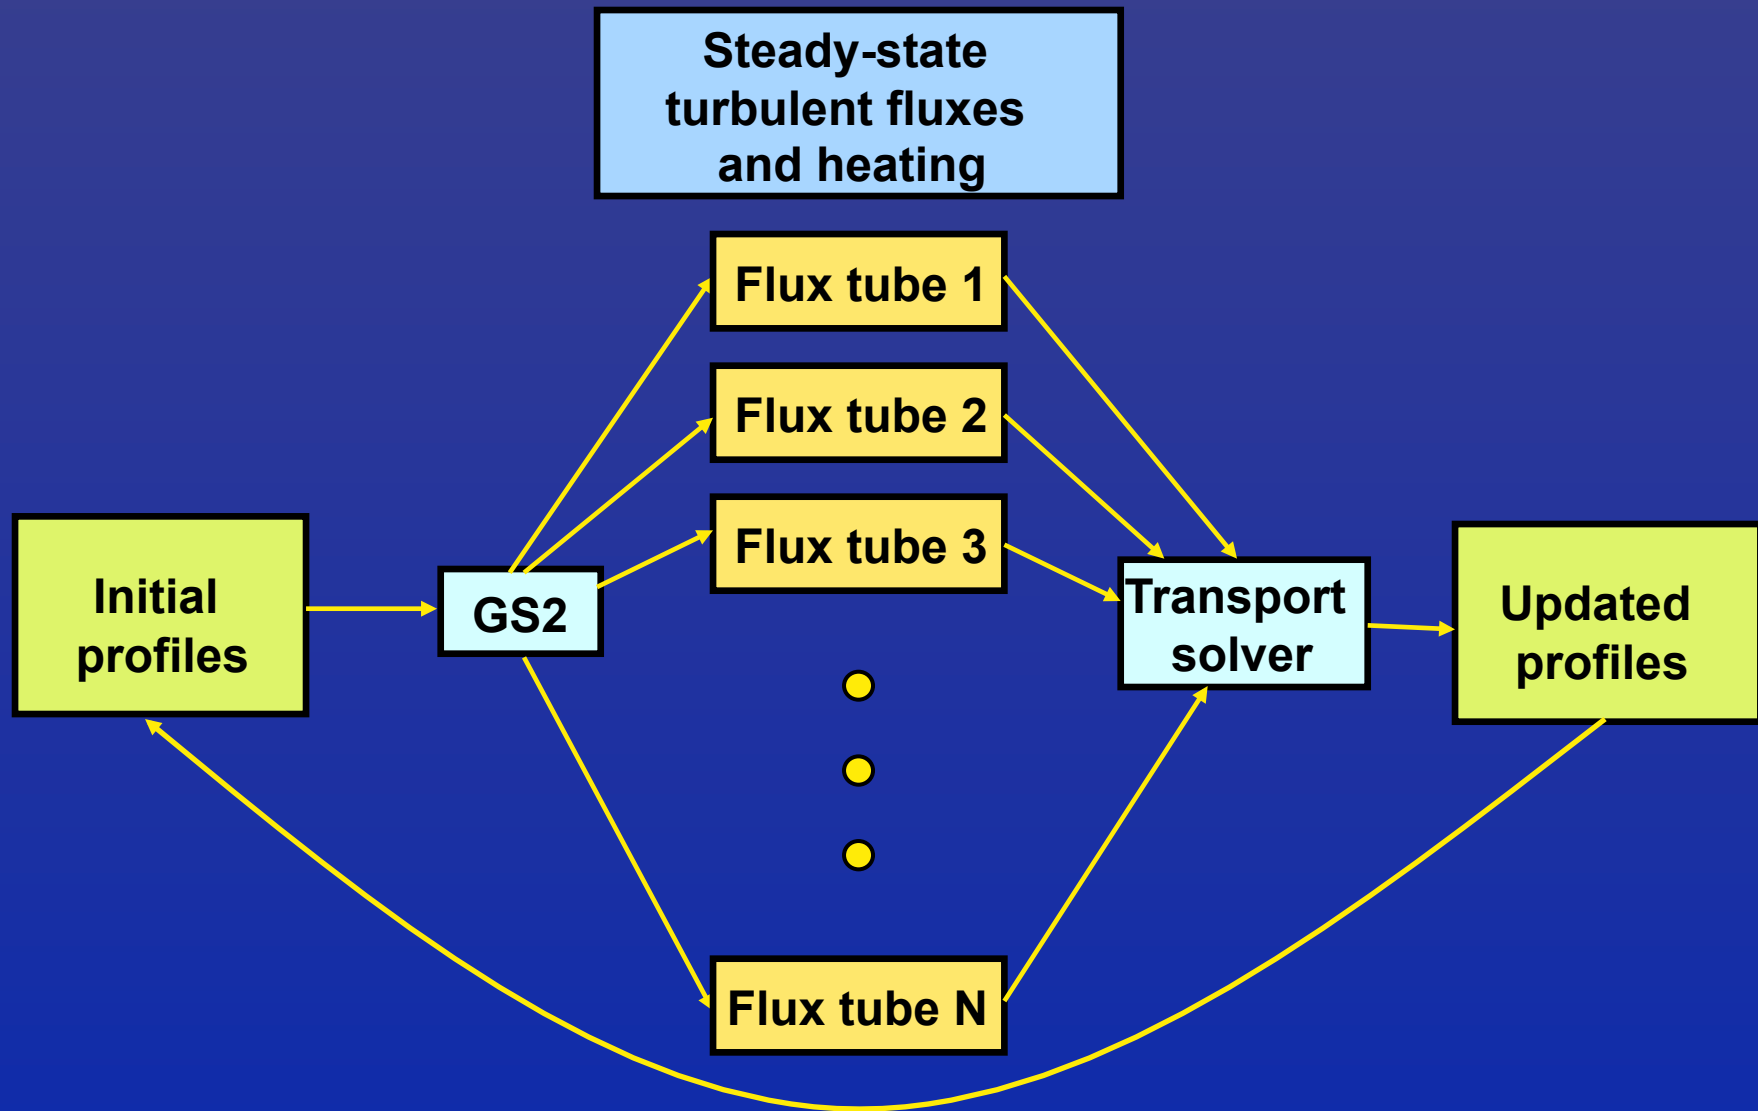 Steady-state
turbulent fluxes
and heating
Flux tube 1
Flux tube 2
Flux tube 3
Initial
profiles
GS2
Transport
solver
Updated
profiles
Flux tube N